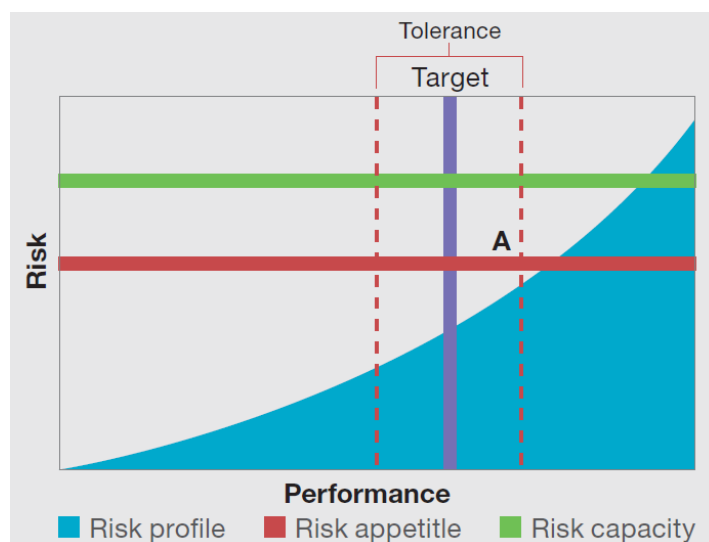 Tolerance
Target
A
Risk
Performance
Risk profile Risk appetitle Risk capacity